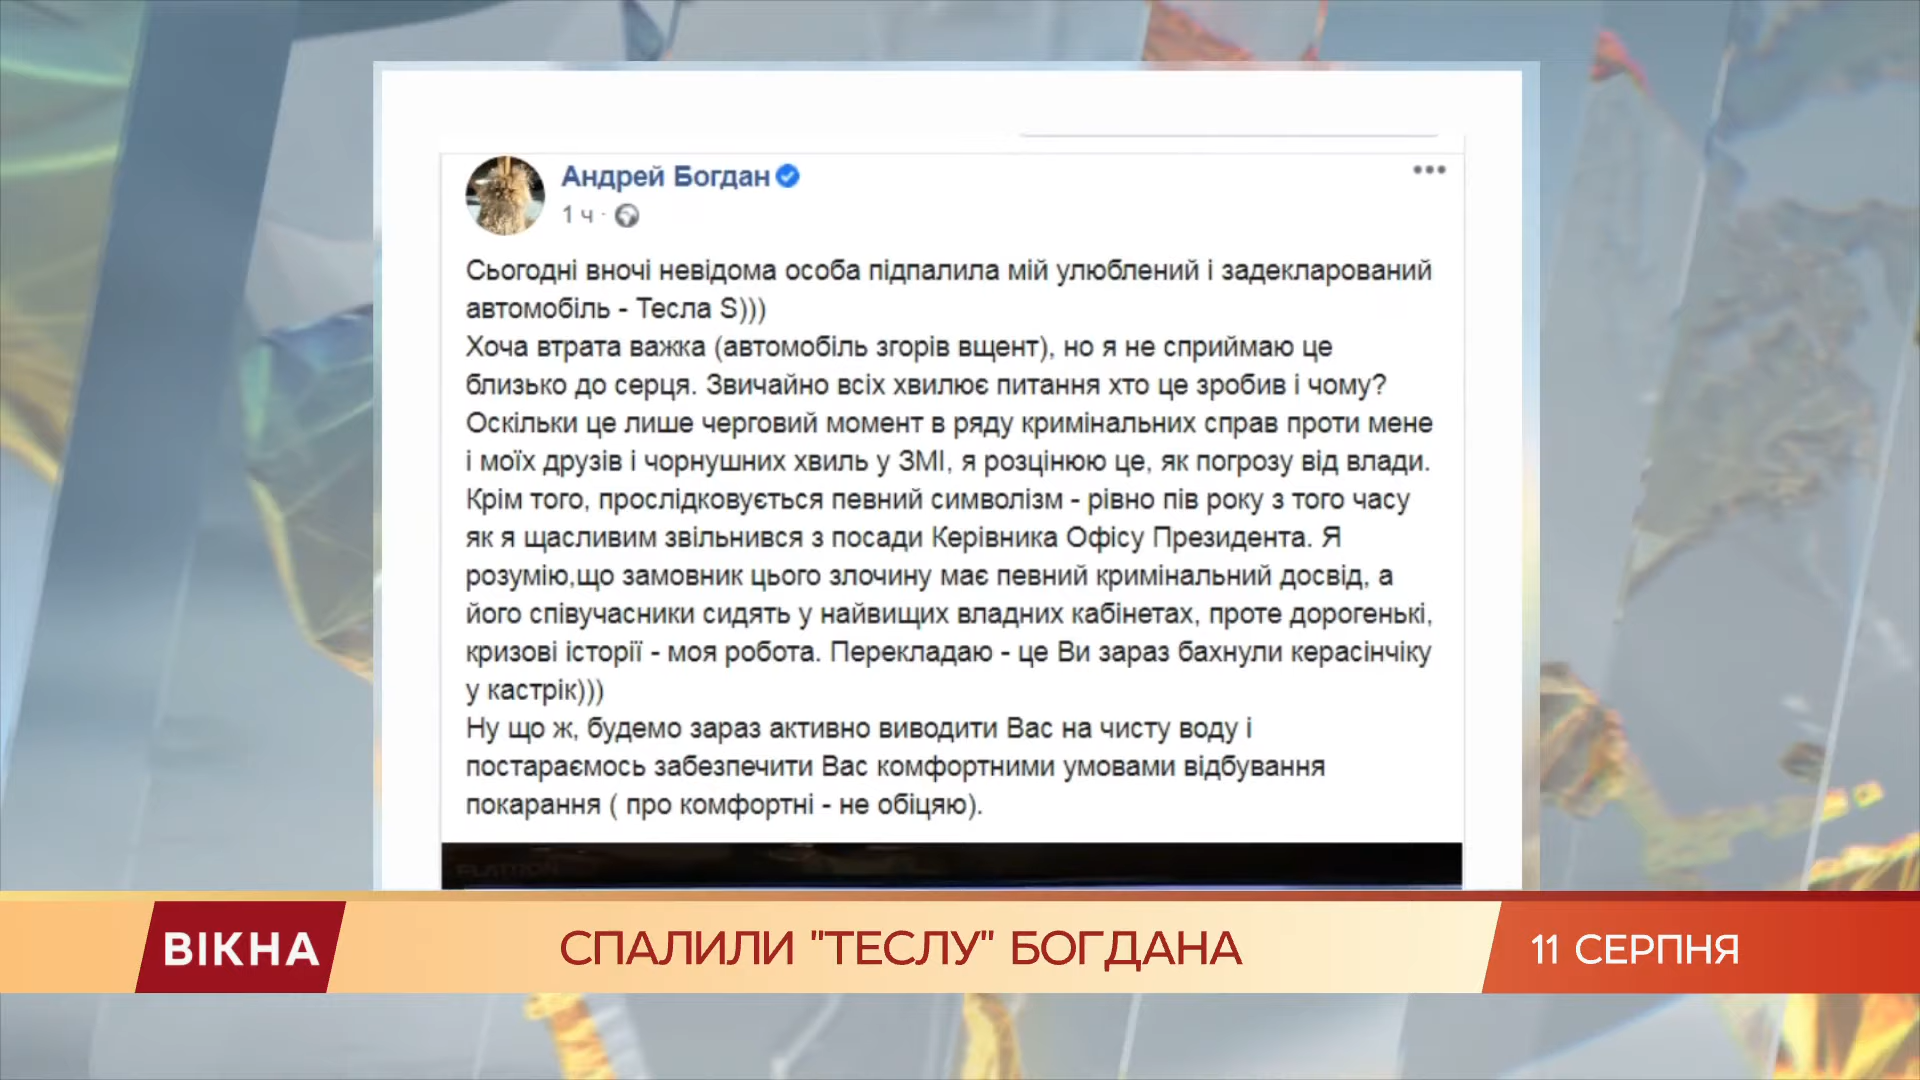 Андрей Богдан
1 ч ·
Сьогодні вночі невідома особа підпалила мій улюблений і задекларований
автомобіль - Тесла S)))
Хоча втрата важка (автомобіль згорів вщент), но я не сприймаю це
близько до серця. Звичайно всіх хвилює питання хто це зробив і чому?
Оскільки це лише черговий момент в ряду кримінальних справ проти мене
і моїх друзів і чорнушних хвиль у ЗМІ, я розцінюю це, як погрозу від влади.
Крім того, прослідковується певний символізм - рівно пів року з того часу
як я щасливим звільнився з посади Керівника Офісу Президента. Я
розумію,що замовник цього злочину має певний кримінальний досвід, а
його співучасники сидять у найвищих владних кабінетах, проте дорогенькі,
кризові історії - моя робота. Перекладаю - це Ви зараз бахнули керасінчіку
у кастрік)))
Ну що ж, будемо зараз активно виводити Вас на чисту воду і
постараємось забезпечити Вас комфортними умовами відбування
покарання ( про комфортні - не обіцяю).
ВІКНА
СПАЛИЛИ "ТЕСЛУ" БОГДАНА
11 СЕРПНЯ